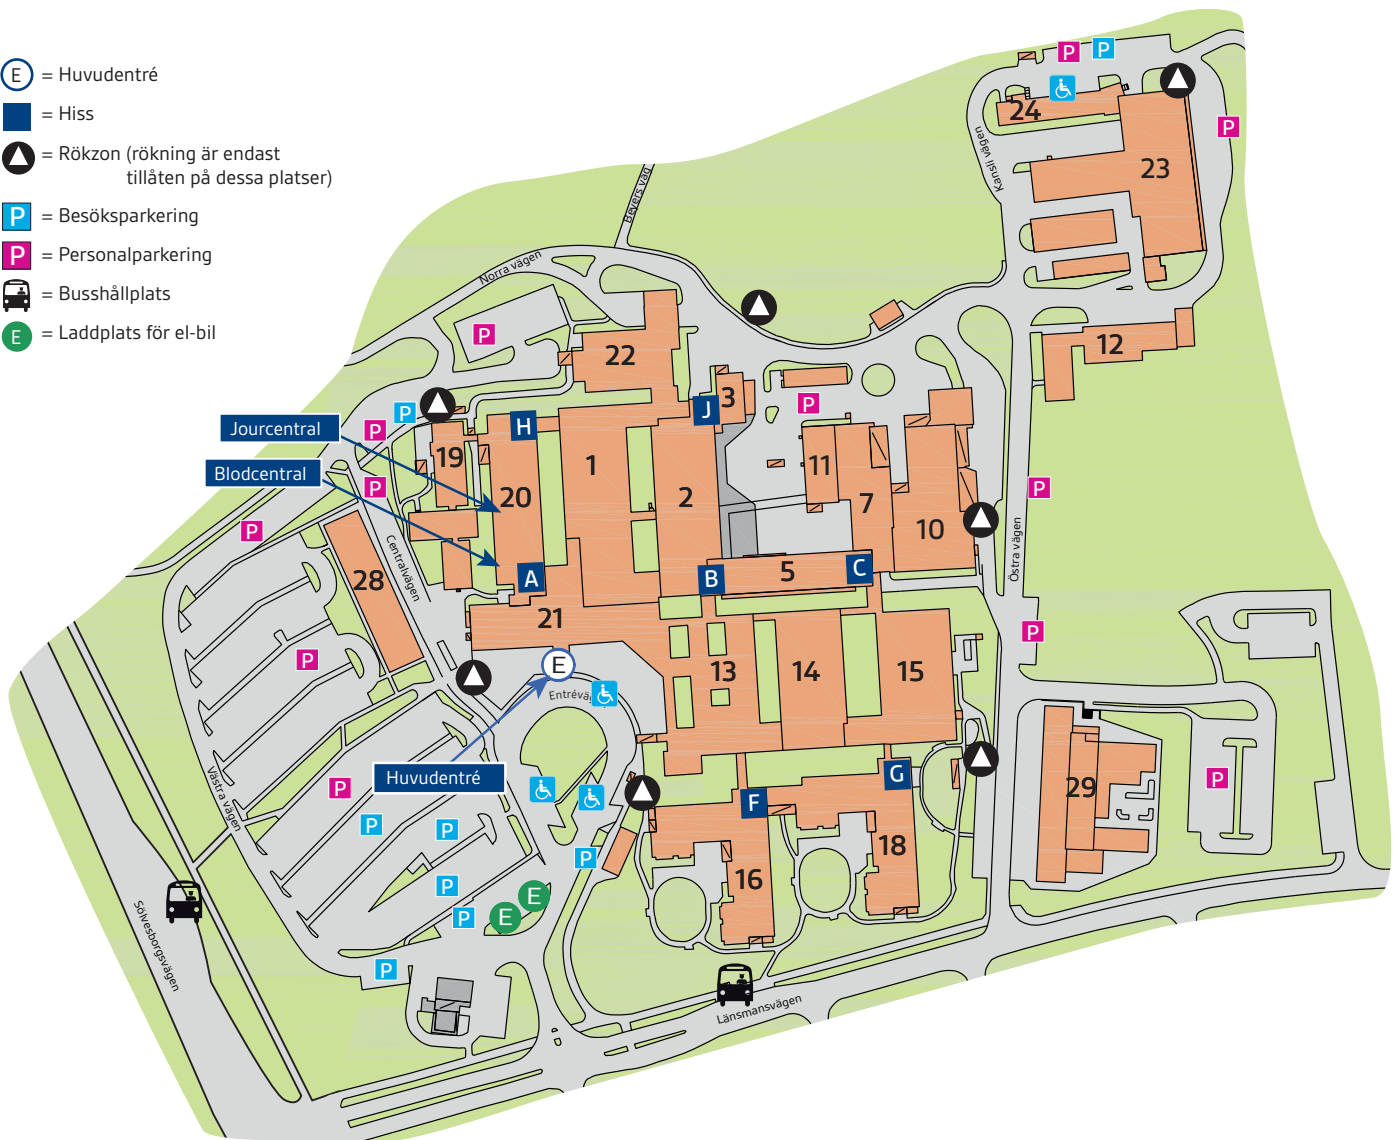 E = Huvudentré
= Hiss
= Rökzon (rökning är endast
tillåten på dessa platser)
P = Besöksparkering
P = Personalparkering
= Busshållplats
E = Laddplats för el-bil
P P
24
P
Kansli vägen
23
Bevers väg
Norra vägen
P
22
12
J 3
P
P
H
P
Jourcentral
19
1
11
Blodcentral
20
2
P
P
7
10
P
Östra vägen
Centralvägen
28
A
B
5
C
21
P
P
E
13
14
15
Entréväg
Huvudentré
G
P
29
P
Västra vägen
F
P
P
18
P
16
P
E
E
P
Sölvesborgsvägen
P
Länsmansvägen